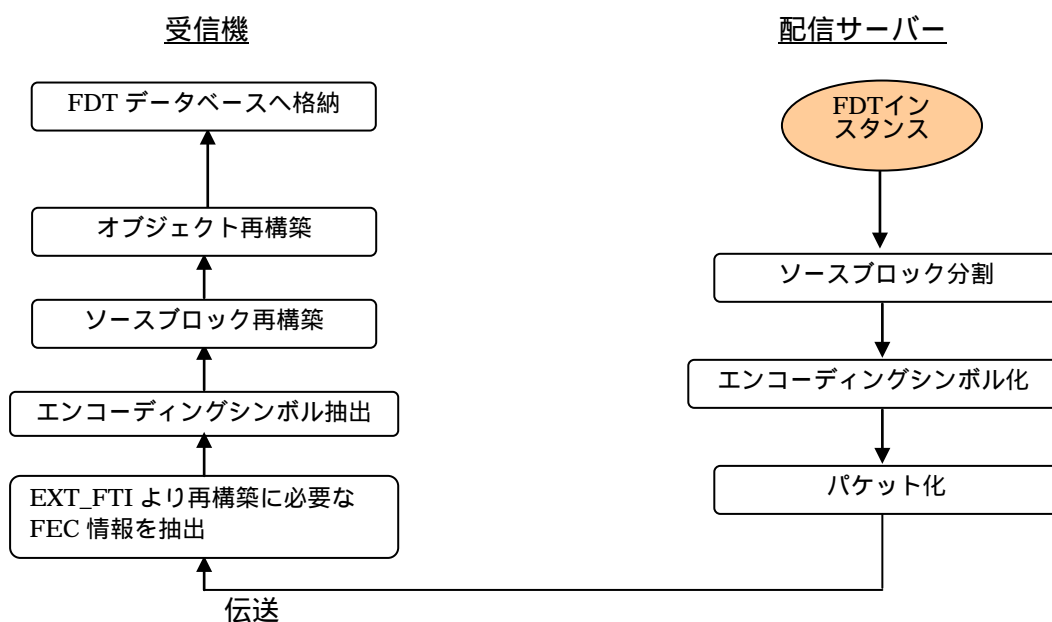 受信機
配信サーバー
FDT データベースへ格納
オブジェクト再構築
ソースブロック再構築
エンコーディングシンボル抽出
EXT_FTI より再構築に必要な
FEC 情報を抽出
FDTイン
スタンス
ソースブロック分割
エンコーディングシンボル化
パケット化
伝送